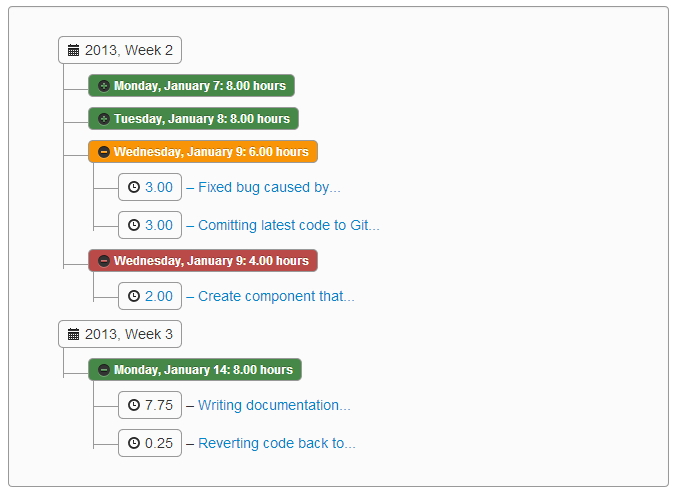 2013, Week 2
Monday, January 7: 8.00 hours
Tuesday, January 8: 8.00 hours
Wednesday, January 9: 6.00 hours
3.00 – Fixed bug caused by...
3.00 – Comitting latest code to Git...
Wednesday, January 9: 4.00 hours
2.00 – Create component that...
2013, Week 3
Monday, January 14: 8.00 hours
7.75 – Writing documentation...
0.25 – Reverting code back to...